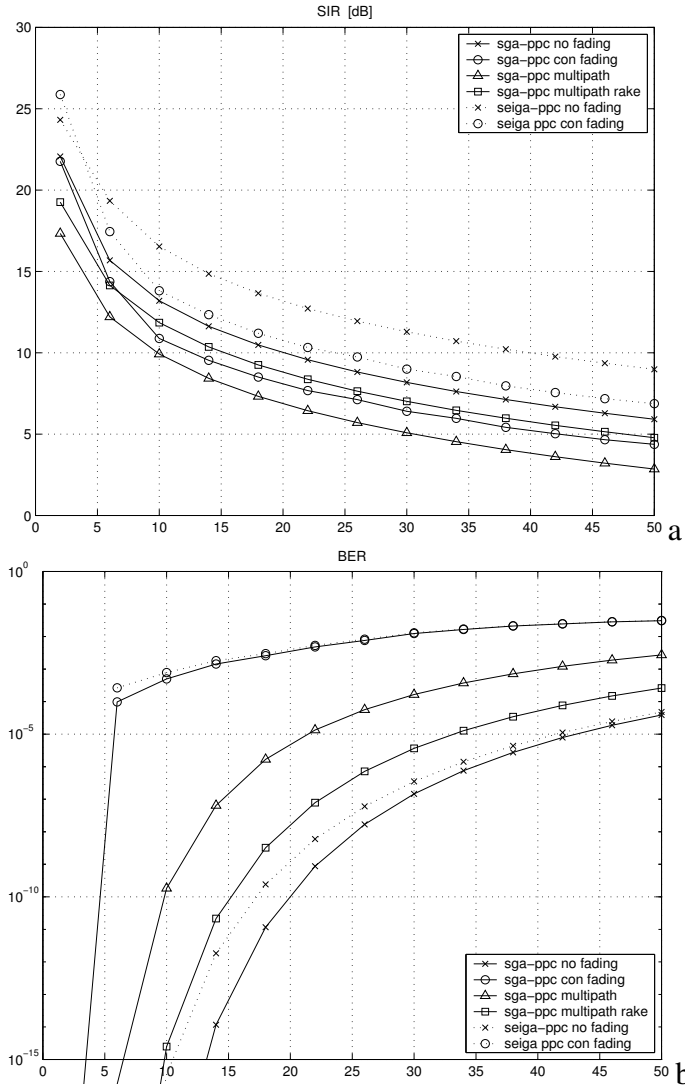 SIR [dB]
30
25
20
15
10
5
0
sga-ppc no fading
sga-ppc con fading
sga-ppc multipath
sga-ppc multipath rake
seiga-ppc no fading
seiga ppc con fading
0 5 10 15 20 25 30 35 40 45 50
a
BER
10^0
10^-5
10^-10
10^-15
sga-ppc no fading
sga-ppc con fading
sga-ppc multipath
sga-ppc multipath rake
seiga-ppc no fading
seiga ppc con fading
0 5 10 15 20 25 30 35 40 45 50
b